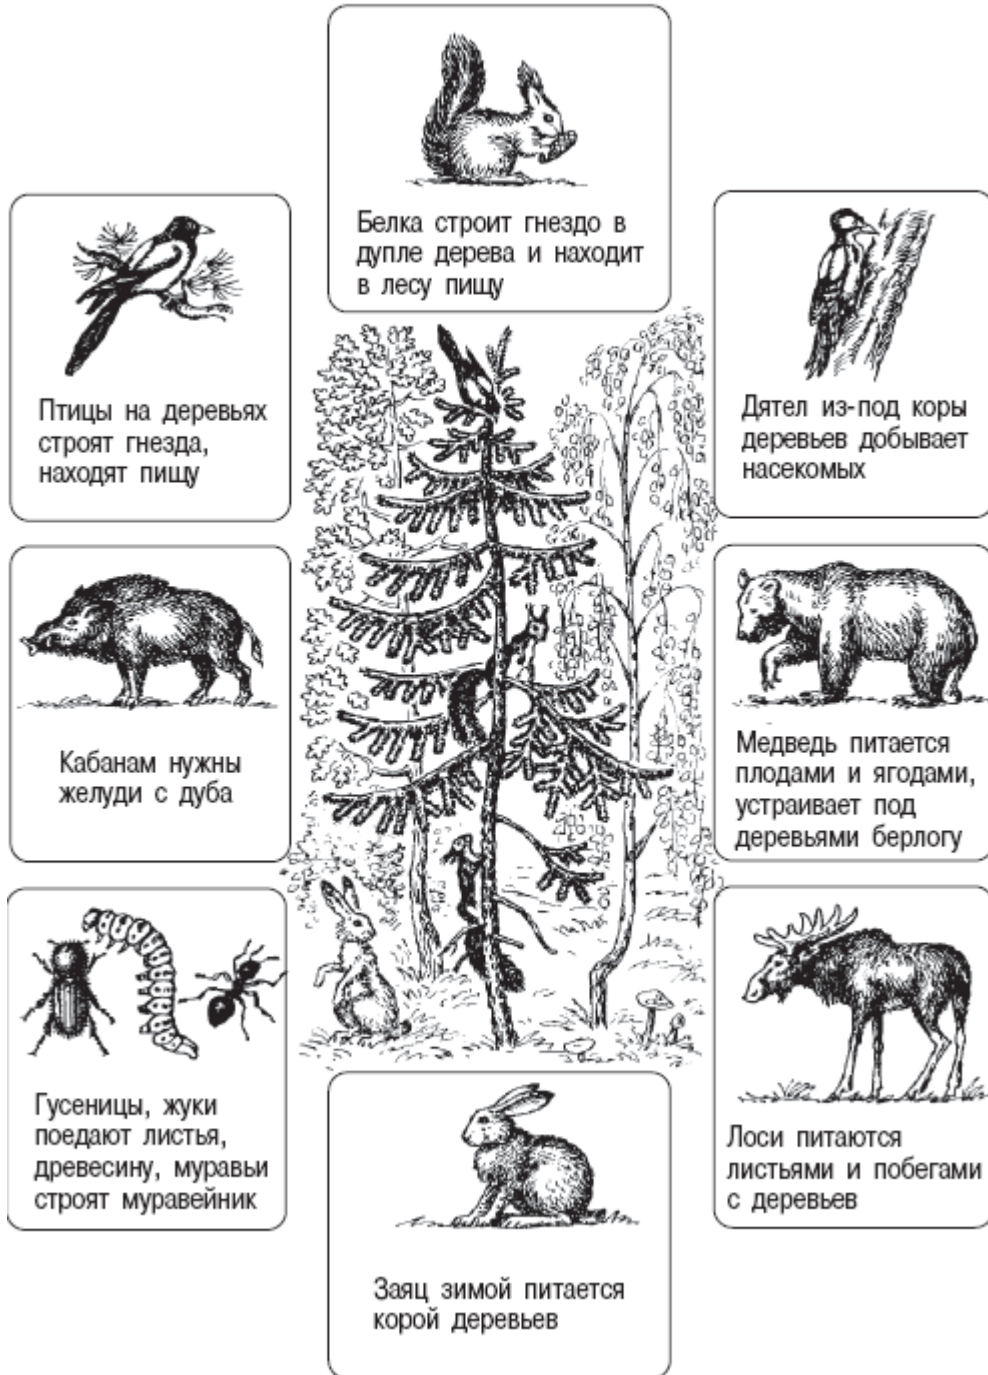 Белка строит гнездо в
дупле дерева и находит
в лесу пищу
Птицы на деревьях
строят гнезда,
находят пищу
Дятел из-под коры
деревьев добывает
насекомых
Кабанам нужны
желуди с дуба
Медведь питается
плодами и ягодами,
устраивает под
деревьями берлогу
Гусеницы, жуки
поедают листья,
древесину, муравьи
строят муравейник
Лоси питаются
листьями и побегами
с деревьев
Заяц зимой питается
корой деревьев